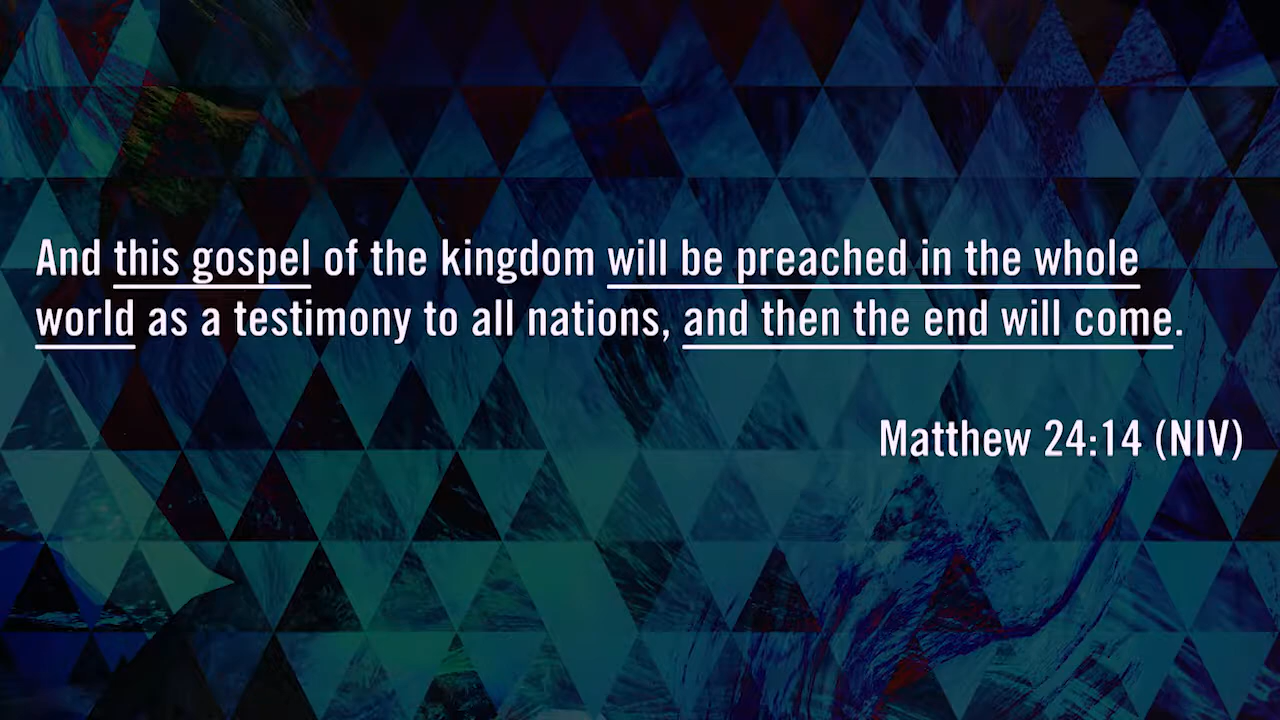 And this gospel of the kingdom will be preached in the whole
world as a testimony to all nations, and then the end will come.
Matthew 24:14 (NIV)